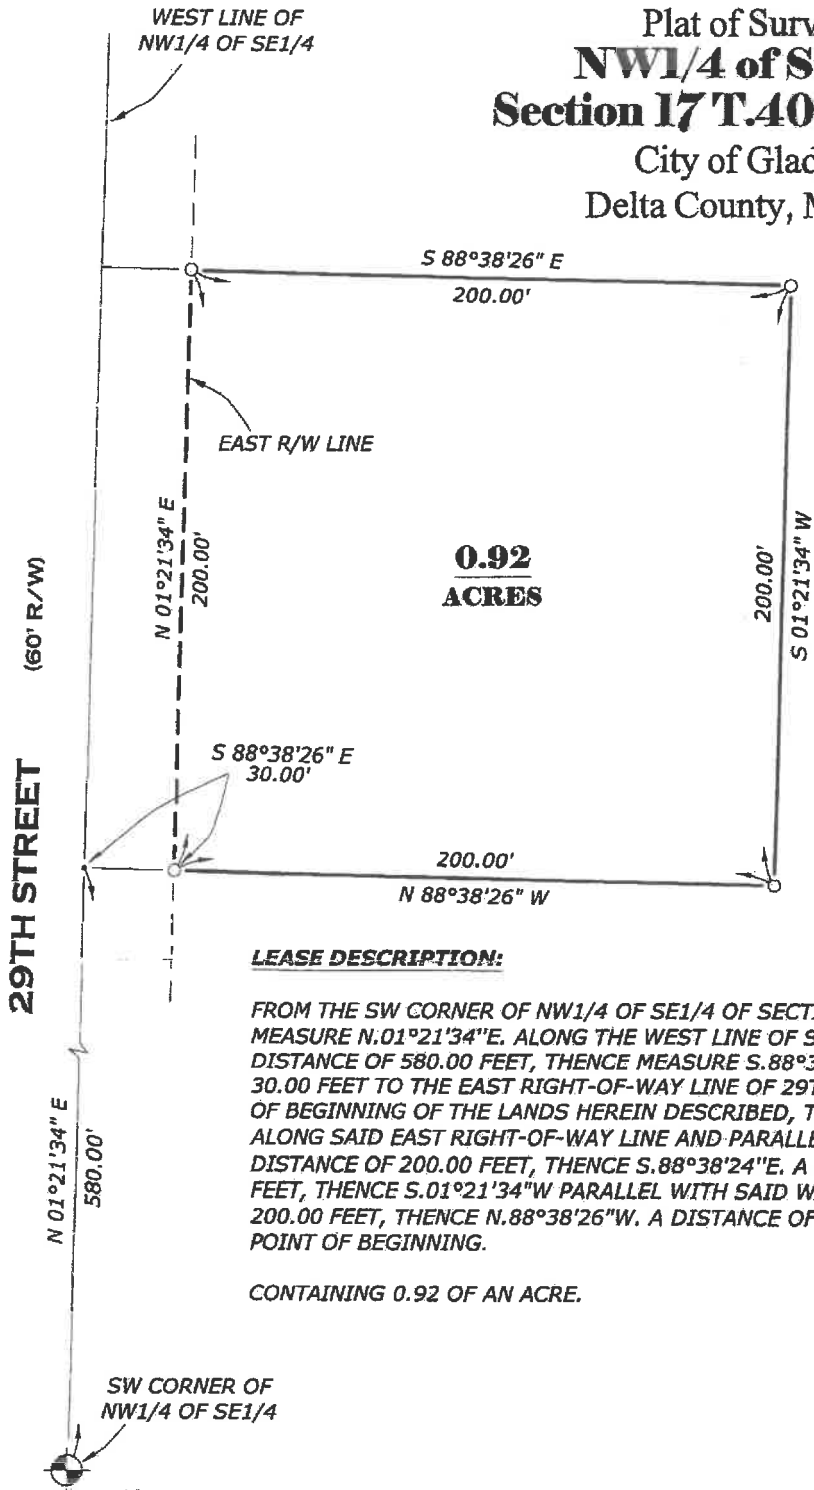 WEST LINE OF
NW1/4 OF SE1/4
Plat of Surv
NW1/4 of S
Section 17 T.40
City of Glad
Delta County, M
S 88°38'26" E
200.00'
EAST R/W LINE
N 01°21'34" E
200.00'
0.92
ACRES
200.00'
S 01°21'34" W
29TH STREET (60' R/W)
S 88°38'26" E
30.00'
200.00'
N 88°38'26" W
LEASE DESCRIPTION:
FROM THE SW CORNER OF NW1/4 OF SE1/4 OF SECT
MEASURE N.01°21'34"E. ALONG THE WEST LINE OF S
DISTANCE OF 580.00 FEET, THENCE MEASURE S.88°3
30.00 FEET TO THE EAST RIGHT-OF-WAY LINE OF 29T
OF BEGINNING OF THE LANDS HEREIN DESCRIBED, T
ALONG SAID EAST RIGHT-OF-WAY LINE AND PARALLE
DISTANCE OF 200.00 FEET, THENCE S.88°38'24"E. A
FEET, THENCE S.01°21'34"W PARALLEL WITH SAID W
200.00 FEET, THENCE N.88°38'26"W. A DISTANCE OF
POINT OF BEGINNING.
CONTAINING 0.92 OF AN ACRE.
N 01°21'34" E
580.00'
SW CORNER OF
NW1/4 OF SE1/4